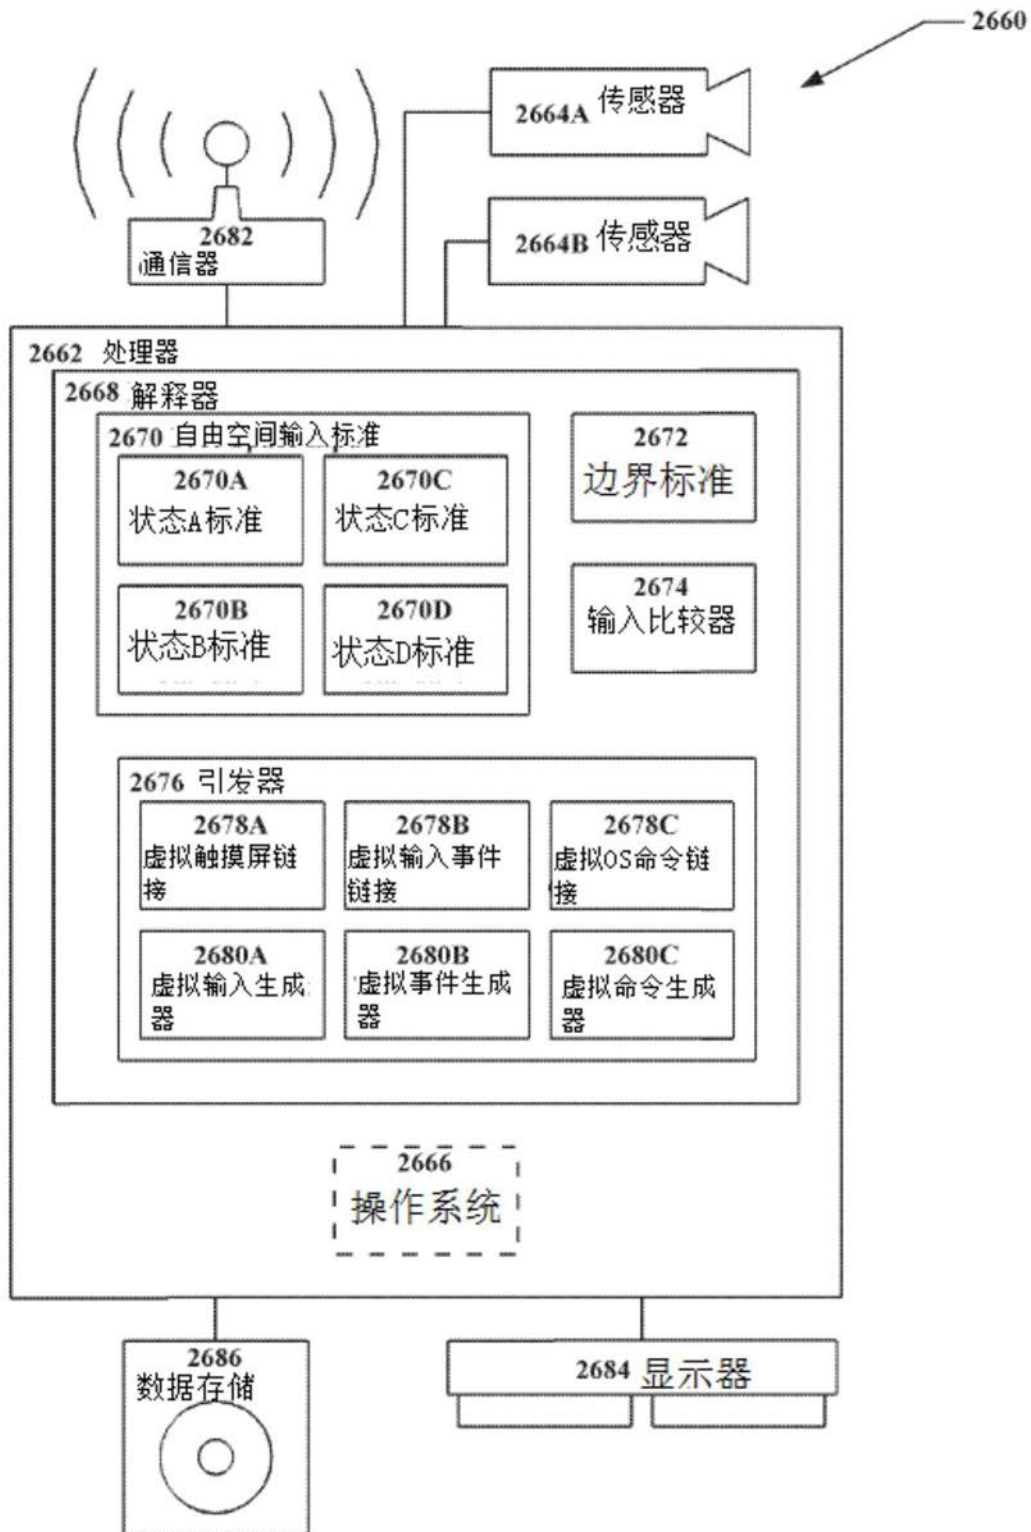 2660
2664A 传感器
2664B 传感器
2682
通信器
2662 处理器
2668 解释器
2670 自由空间输入标准
2670A
状态A标准
2670C
状态C标准
2670B
状态B标准
2670D
状态D标准
2672
边界标准
2674
输入比较器
2676 引发器
2678A
虚拟触摸屏链
接
2678B
虚拟输入事件
链接
2678C
虚拟OS命令链
接
2680A
虚拟输入生成
器
2680B
虚拟事件生成
器
2680C
虚拟命令生成
器
2666
操作系统
2686
数据存储
2684 显示器